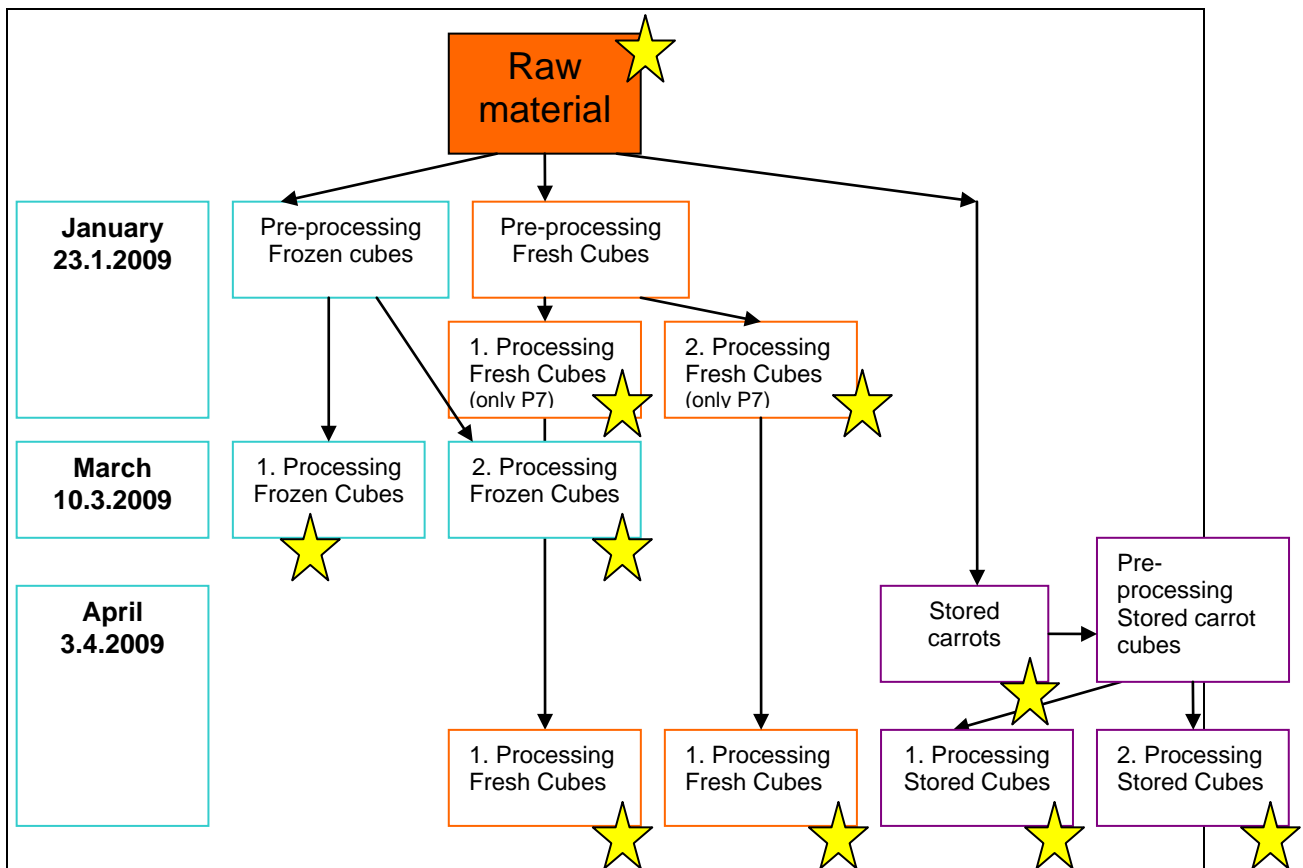 Raw
material
January
23.1.2009
Pre-processing
Frozen cubes
Pre-processing
Fresh Cubes
1. Processing
Fresh Cubes
(only P7)
2. Processing
Fresh Cubes
(only P7)
March
10.3.2009
1. Processing
Frozen Cubes
2. Processing
Frozen Cubes
April
3.4.2009
Stored
carrots
Pre-
processing
Stored carrot
cubes
1. Processing
Fresh Cubes
1. Processing
Fresh Cubes
1. Processing
Stored Cubes
2. Processing
Stored Cubes